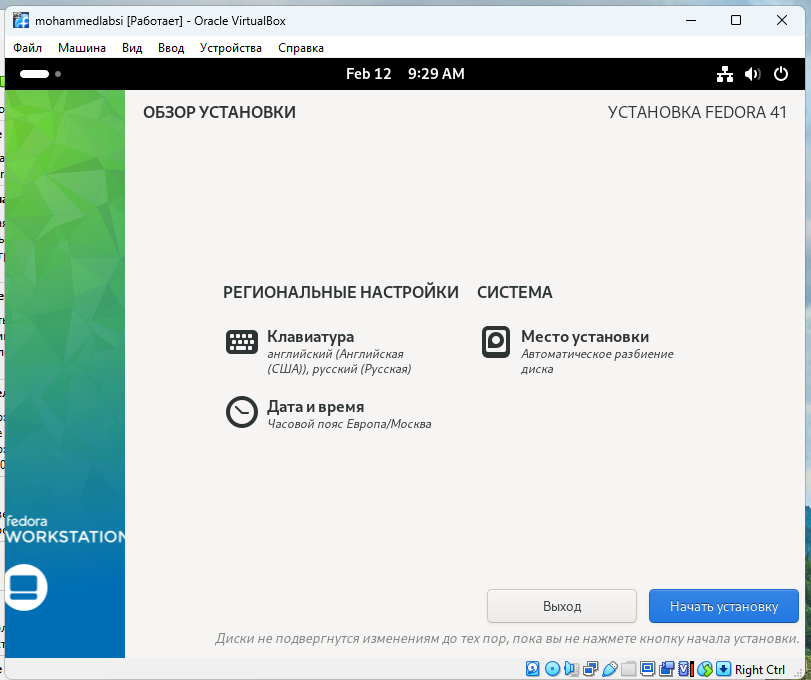 mohammedlabsi [Работает] - Oracle VirtualBox
Файл Машина Вид Ввод Устройства Справка
Feb 12 9:29 AM
ОБЗОР УСТАНОВКИ
УСТАНОВКА FEDORA 41
РЕГИОНАЛЬНЫЕ НАСТРОЙКИ
Клавиатура
английский (Английская
(США)), русский (Русская)
Дата и время
Часовой пояс Европа/Москва
СИСТЕМА
Место установки
Автоматическое разбиение
диска
fedora
WORKSTATION
Выход
Начать установку
Диски не подвергнутся изменениям до тех пор, пока вы не нажмете кнопку начала установки.
Right Ctrl